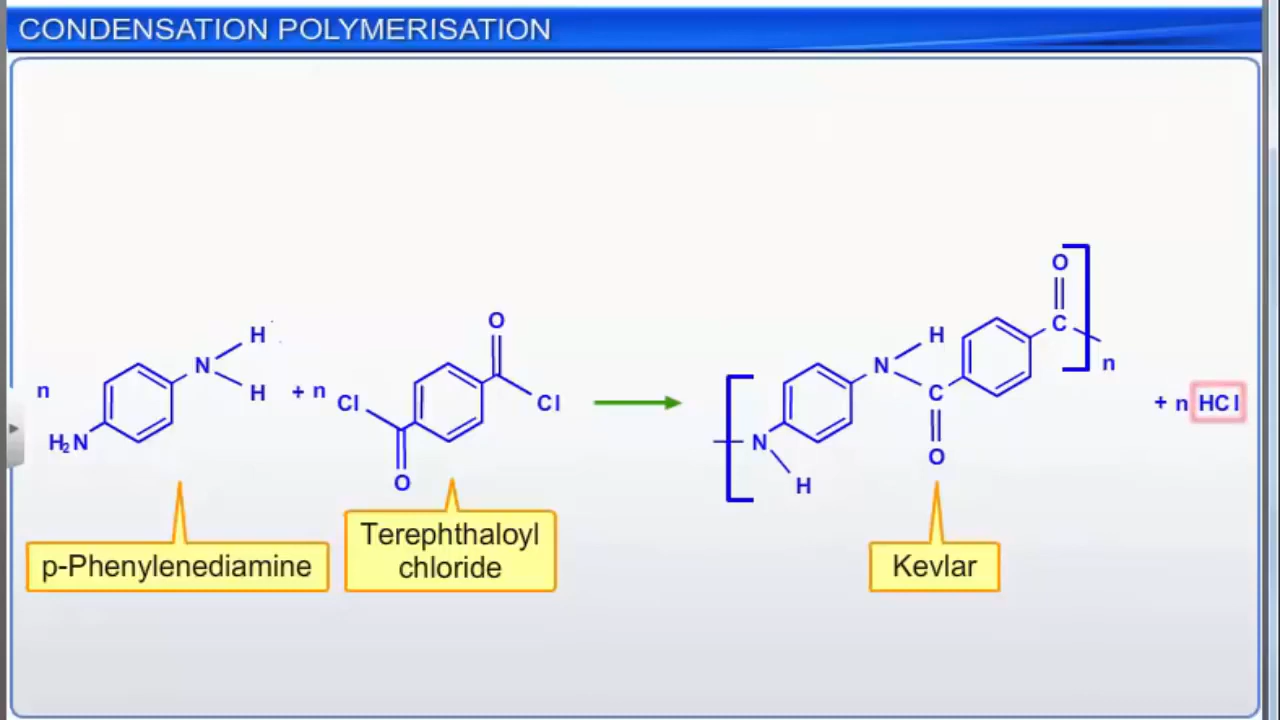 CONDENSATION POLYMERISATION
O
O
H
C
H
N
N
O
n
n
H
+ n
Cl
Cl
C
+ n
HCl
H₂N
N
O
O
H
p-Phenylenediamine
Terephthaloyl
chloride
Kevlar